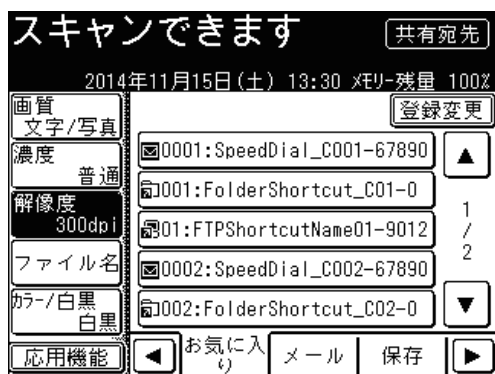 スキャンできます
共有宛先
2014年11月15日(土) 13:30 ﾒﾓﾘｰ残量 100%
画質
文字/写真
登録変更
濃度
普通
解像度
300dpi
ファイル名
ｶﾗｰ/白黒
白黒
応用機能
0001:SpeedDial_C001-67890
001:FolderShortcut_C01-0
01:FTPShortcutName01-9012
0002:SpeedDial_C002-67890
002:FolderShortcut_C02-0
1
/
2
お気に入
り
メール
保存